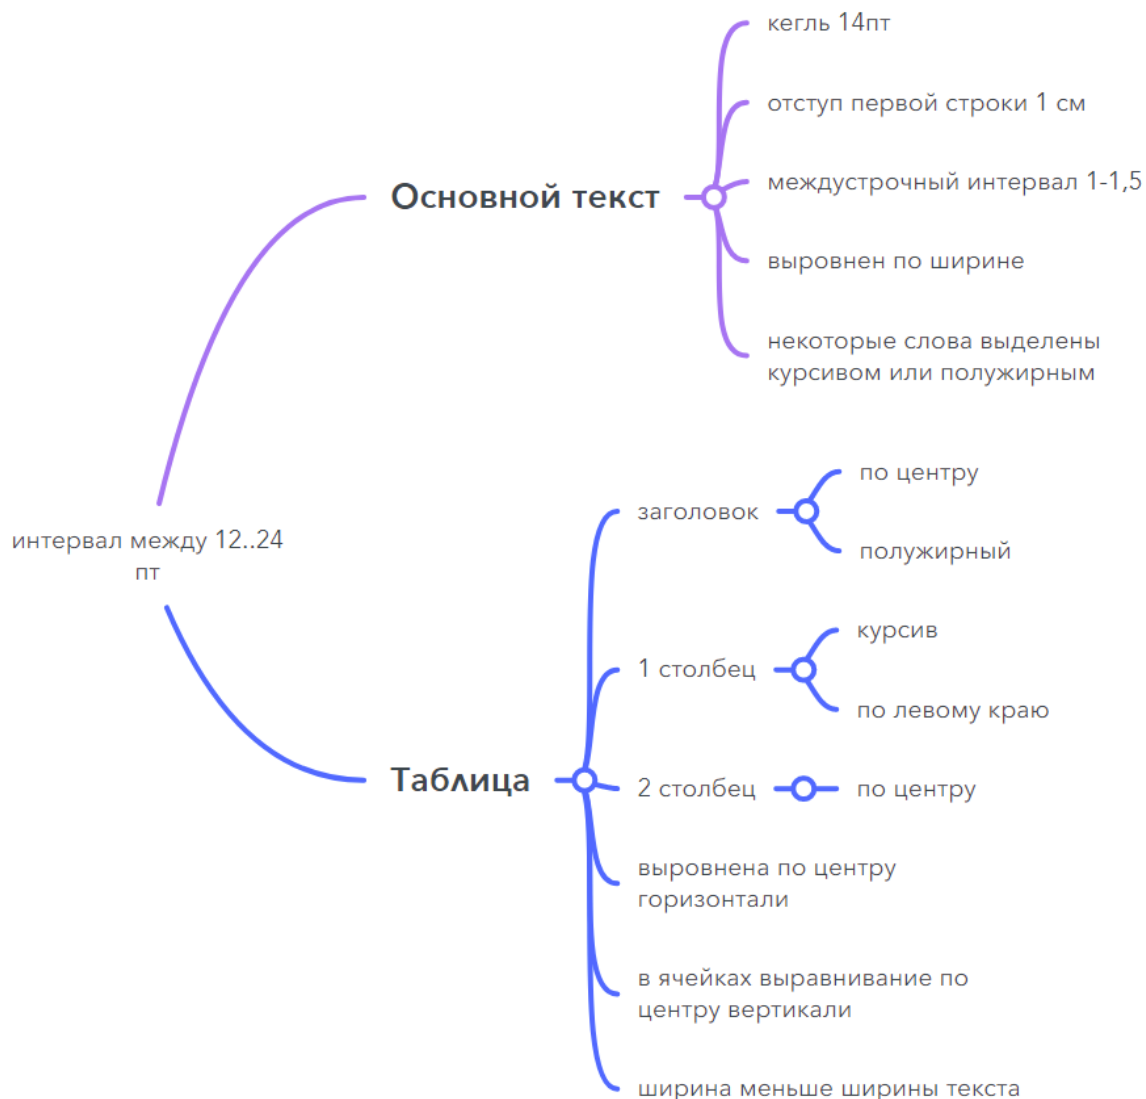 кегль 14пт
отступ первой строки 1 см
Основной текст
междустрочный интервал 1-1,5
выровнен по ширине
некоторые слова выделены
курсивом или полужирным
интервал между 12..24
пт
Таблица
заголовок
по центру
полужирный
1 столбец
курсив
по левому краю
2 столбец
по центру
выровнена по центру
горизонтали
в ячейках выравнивание по
центру вертикали
ширина меньше ширины текста